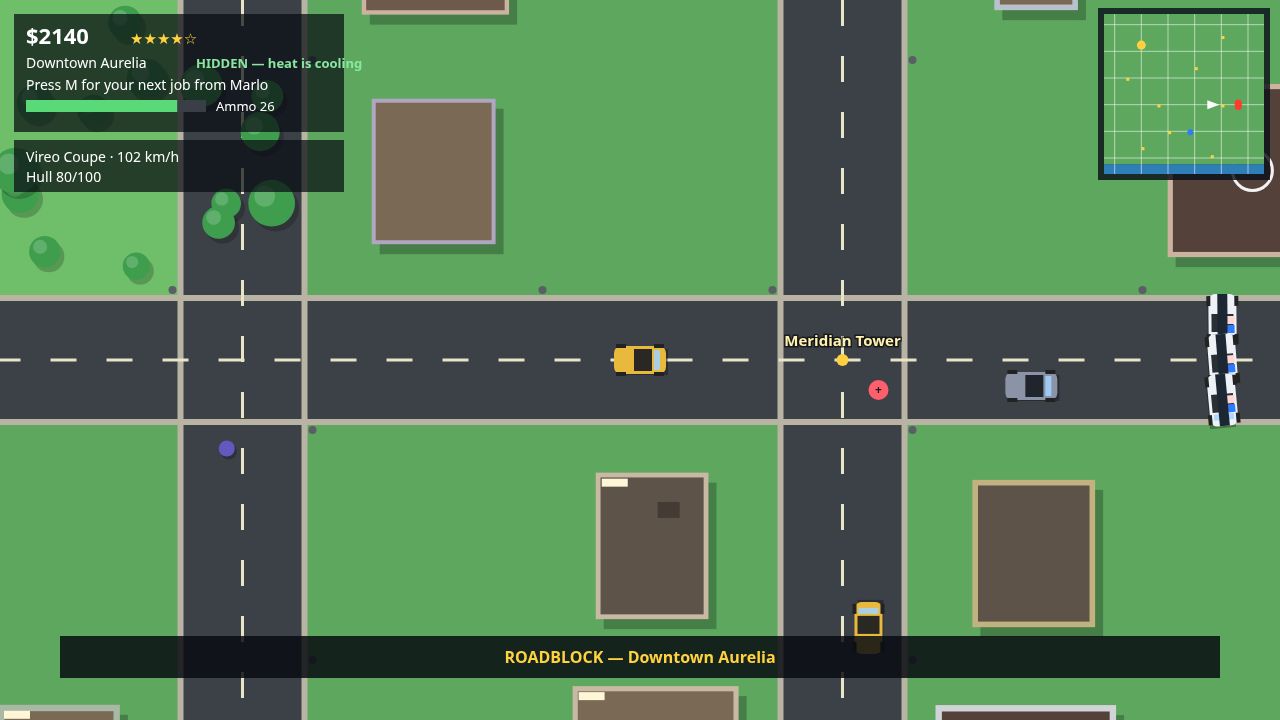 $2140 ★★★★☆
Downtown Aurelia HIDDEN — heat is cooling
Press M for your next job from Marlo
Ammo 26
Vireo Coupe · 102 km/h
Hull 80/100
Meridian Tower
+
ROADBLOCK — Downtown Aurelia